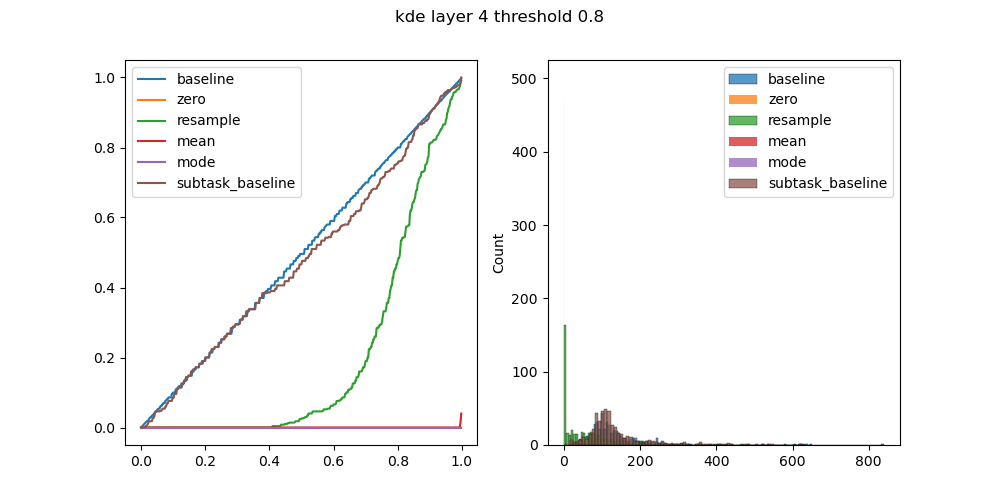 kde layer 4 threshold 0.8
1.0
0.8
0.6
0.4
0.2
0.0
0.0
0.2
0.4
0.6
0.8
1.0
baseline
zero
resample
mean
mode
subtask_baseline
Count
500
400
300
200
100
0
0
200
400
600
800
baseline
zero
resample
mean
mode
subtask_baseline